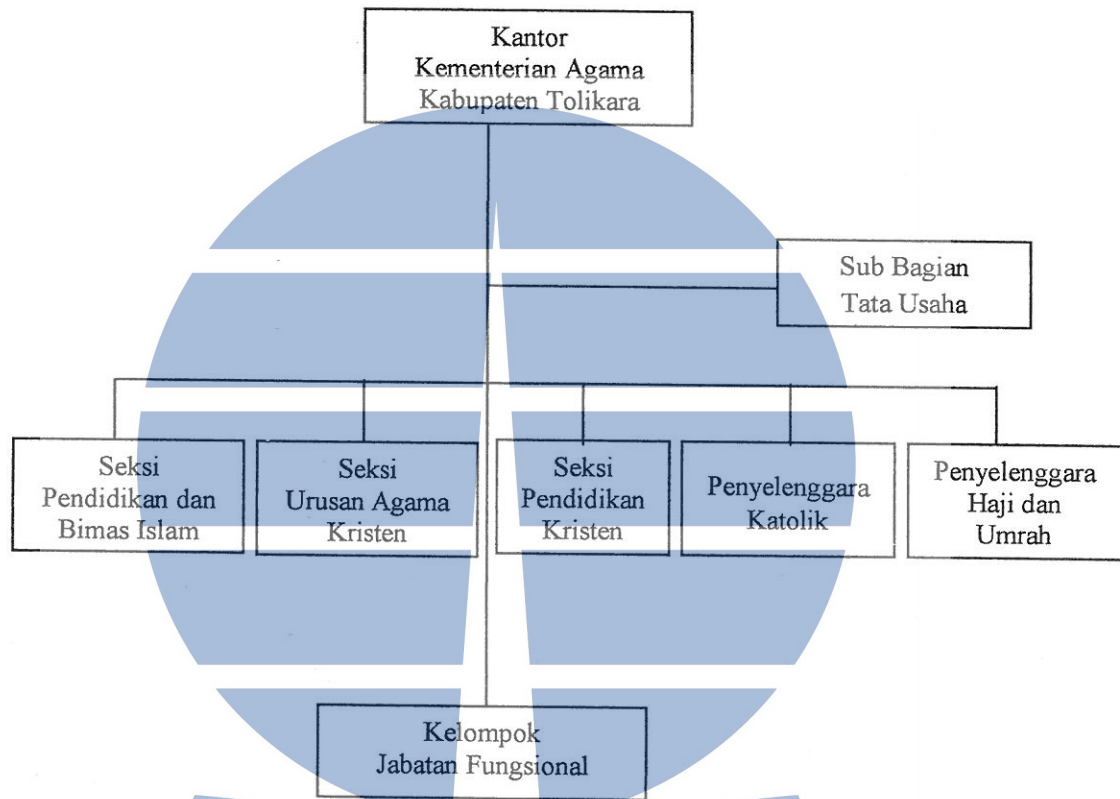 Kantor
Kementerian Agama
Kabupaten Tolikara
Sub Bagian
Tata Usaha
Seksi
Pendidikan dan
Bimas Islam
Seksi
Urusan Agama
Kristen
Seksi
Pendidikan
Kristen
Penyelenggara
Katolik
Penyelenggara
Haji dan
Umrah
Kelompok
Jabatan Fungsional